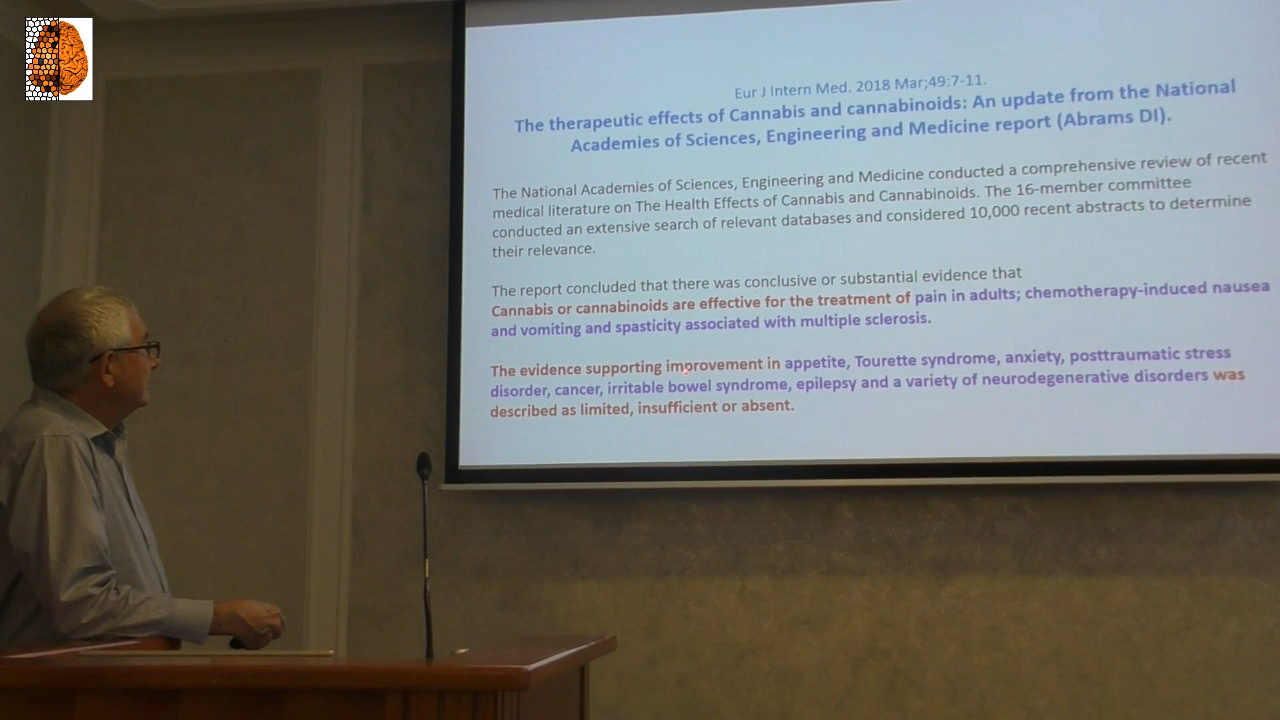 Eur J Intern Med. 2018 Mar;49:7-11.
The therapeutic effects of Cannabis and cannabinoids: An update from the National
Academies of Sciences, Engineering and Medicine report (Abrams DI).
The National Academies of Sciences, Engineering and Medicine conducted a comprehensive review of recent
medical literature on The Health Effects of Cannabis and Cannabinoids. The 16-member committee
conducted an extensive search of relevant databases and considered 10,000 recent abstracts to determine
their relevance.
The report concluded that there was conclusive or substantial evidence that
Cannabis or cannabinoids are effective for the treatment of pain in adults; chemotherapy-induced nausea
and vomiting and spasticity associated with multiple sclerosis.
The evidence supporting improvement in appetite, Tourette syndrome, anxiety, posttraumatic stress
disorder, cancer, irritable bowel syndrome, epilepsy and a variety of neurodegenerative disorders was
described as limited, insufficient or absent.